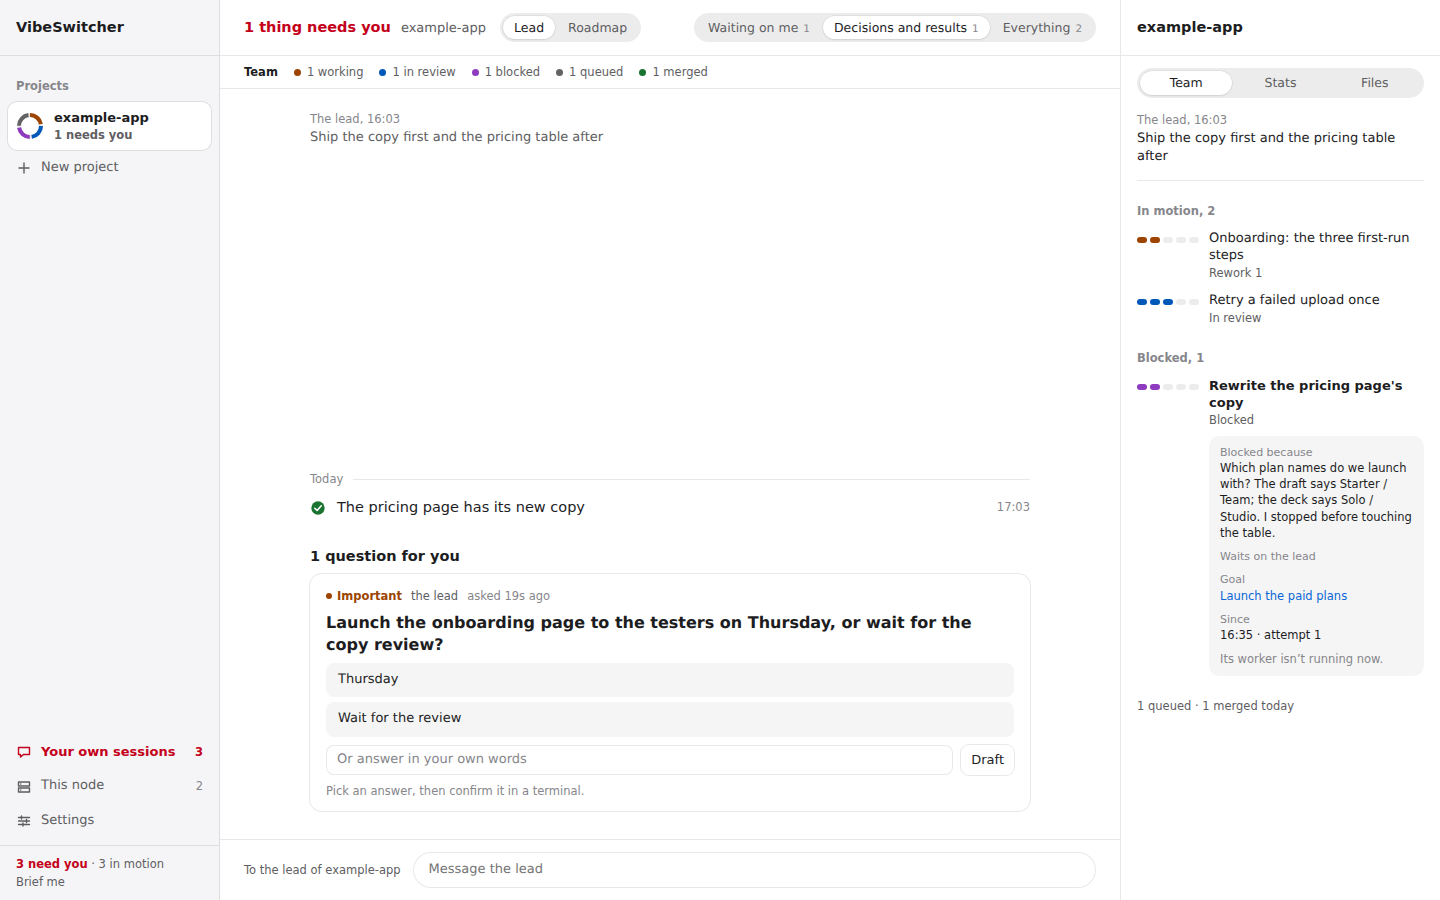 VibeSwitcher
Projects
example-app
1 needs you
New project
Your own sessions 3
This node 2
Settings
3 need you · 3 in motion
Brief me
1 thing needs you example-app Lead Roadmap Waiting on me 1 Decisions and results 1 Everything 2
Team 1 working 1 in review 1 blocked 1 queued 1 merged
The lead, 16:03
Ship the copy first and the pricing table after
Today
The pricing page has its new copy 17:03
1 question for you
Important the lead asked 19s ago
Launch the onboarding page to the testers on Thursday, or wait for the
copy review?
Thursday
Wait for the review
Or answer in your own words Draft
Pick an answer, then confirm it in a terminal.
To the lead of example-app Message the lead
example-app
Team Stats Files
The lead, 16:03
Ship the copy first and the pricing table
after
In motion, 2
Onboarding: the three first-run
steps
Rework 1
Retry a failed upload once
In review
Blocked, 1
Rewrite the pricing page's
copy
Blocked
Blocked because
Which plan names do we launch
with? The draft says Starter /
Team; the deck says Solo /
Studio. I stopped before touching
the table.
Waits on the lead
Goal
Launch the paid plans
Since
16:35 · attempt 1
Its worker isn’t running now.
1 queued · 1 merged today